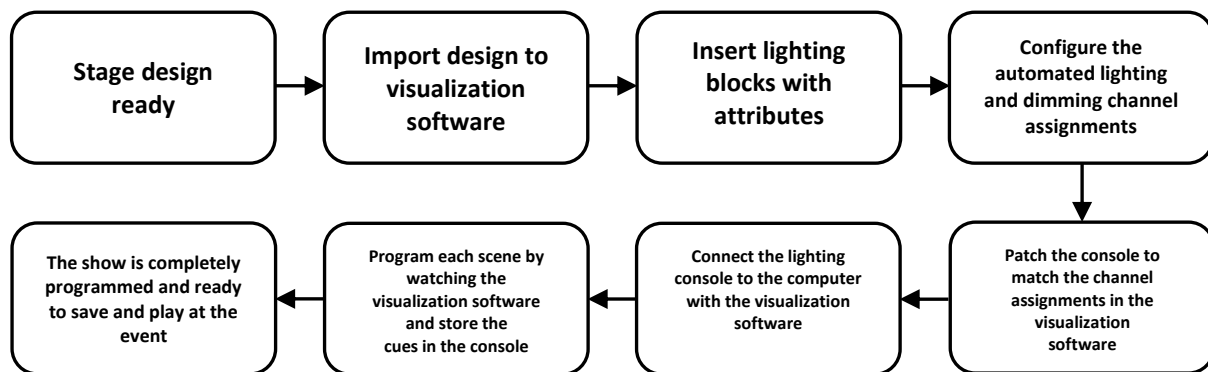 Stage design
ready
Import design to
visualization
software
Insert lighting
blocks with
attributes
Configure the
automated lighting
and dimming channel
assignments
Patch the console to
match the channel
assignments in the
visualization
software
Connect the lighting
console to the computer
with the visualization
software
Program each scene by
watching the
visualization software
and store the
cues in the console
The show is completely
programmed and ready
to save and play at the
event